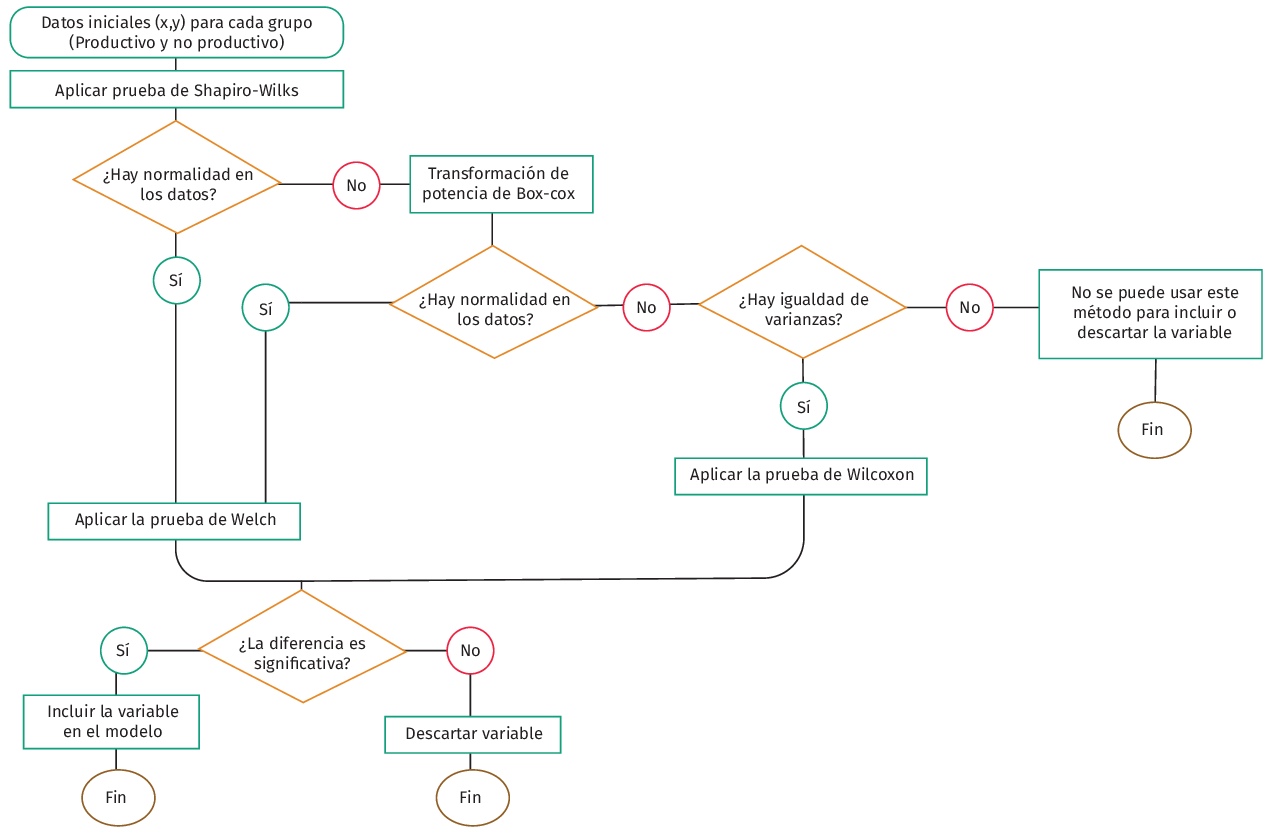 Datos iniciales (x,y) para cada grupo
(Productivo y no productivo)
Aplicar prueba de Shapiro-Wilks
¿Hay normalidad en
los datos?
No
Transformación de
potencia de Box-cox
Sí
Sí
¿Hay normalidad en
los datos?
No
¿Hay igualdad de
varianzas?
No
No se puede usar este
método para incluir o
descartar la variable
Fin
Sí
Aplicar la prueba de Wilcoxon
Aplicar la prueba de Welch
¿La diferencia es
significativa?
Sí
No
Incluir la variable
en el modelo
Descartar variable
Fin
Fin